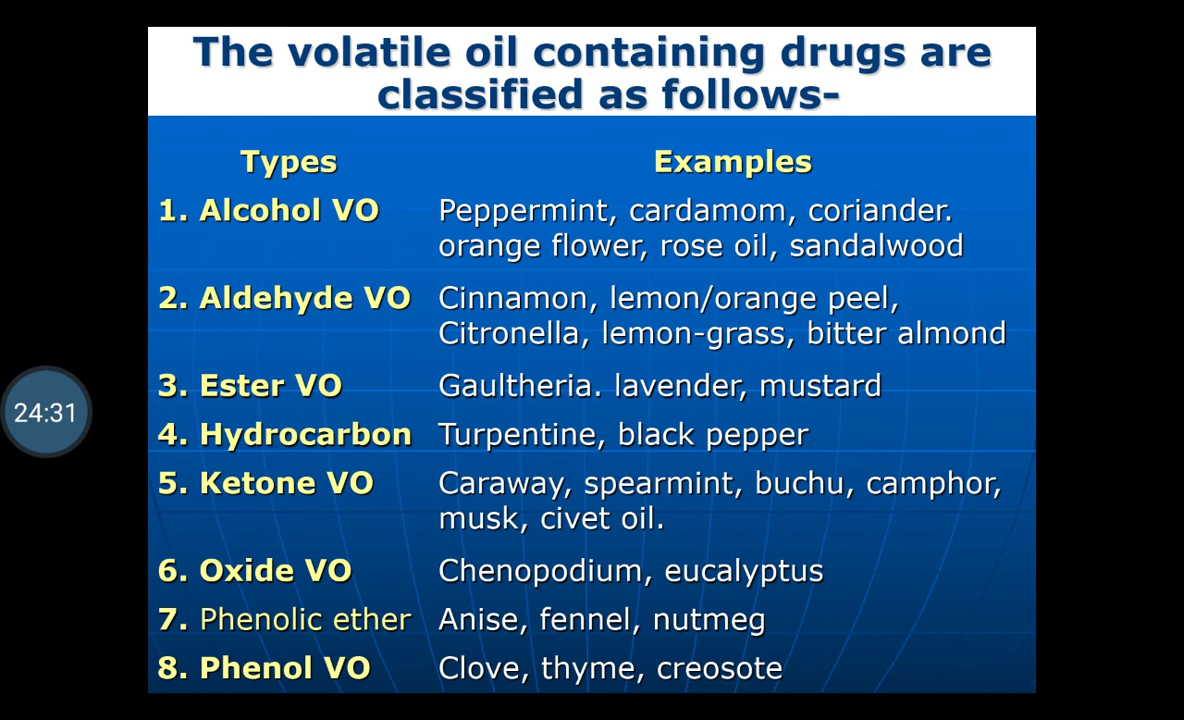 The volatile oil containing drugs are
classified as follows-
Types Examples
1. Alcohol VO Peppermint, cardamom, coriander.
orange flower, rose oil, sandalwood
2. Aldehyde VO Cinnamon, lemon/orange peel,
Citronella, lemon-grass, bitter almond
3. Ester VO Gaultheria. lavender, mustard
4. Hydrocarbon Turpentine, black pepper
5. Ketone VO Caraway, spearmint, buchu, camphor,
musk, civet oil.
6. Oxide VO Chenopodium, eucalyptus
7. Phenolic ether Anise, fennel, nutmeg
8. Phenol VO Clove, thyme, creosote
24:31